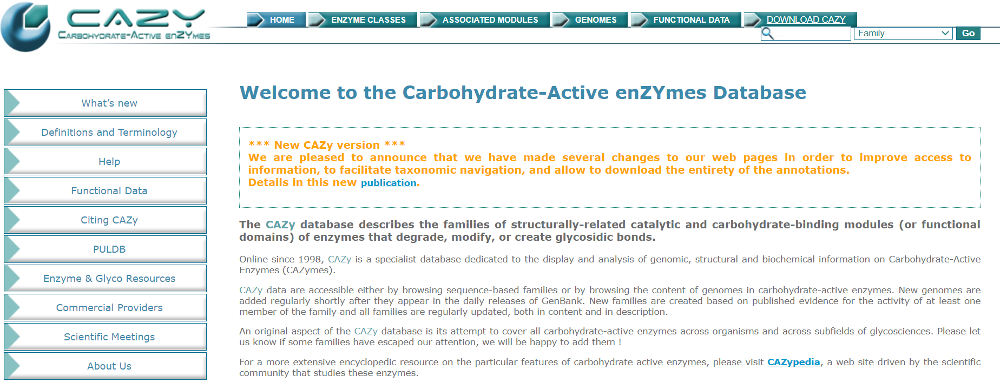 CAZY
CARBOHYDRATE-ACTIVE ENZYMES
HOME
ENZYME CLASSES
ASSOCIATED MODULES
GENOMES
FUNCTIONAL DATA
DOWNLOAD CAZY
...
Family
Go
What's new
Definitions and Terminology
Help
Functional Data
Citing CAZy
PULDB
Enzyme & Glyco Resources
Commercial Providers
Scientific Meetings
About Us
Welcome to the Carbohydrate-Active enZYmes Database
*** New CAZy version ***
We are pleased to announce that we have made several changes to our web pages in order to improve access to
information, to facilitate taxonomic navigation, and allow to download the entirety of the annotations.
Details in this new publication.
The CAZy database describes the families of structurally-related catalytic and carbohydrate-binding modules (or functional
domains) of enzymes that degrade, modify, or create glycosidic bonds.
Online since 1998, CAZy is a specialist database dedicated to the display and analysis of genomic, structural and biochemical information on Carbohydrate-Active
Enzymes (CAZymes).
CAZy data are accessible either by browsing sequence-based families or by browsing the content of genomes in carbohydrate-active enzymes. New genomes are
added regularly shortly after they appear in the daily releases of GenBank. New families are created based on published evidence for the activity of at least one
member of the family and all families are regularly updated, both in content and in description.
An original aspect of the CAZy database is its attempt to cover all carbohydrate-active enzymes across organisms and across subfields of glycosciences. Please let
us know if some families have escaped our attention, we will be happy to add them !
For a more extensive encyclopedic resource on the particular features of carbohydrate active enzymes, please visit CAZypedia, a web site driven by the scientific
community that studies these enzymes.